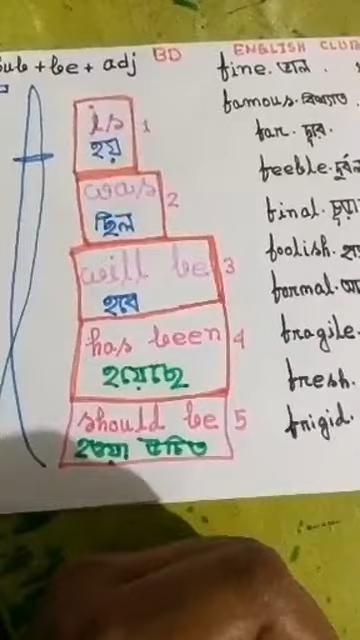 Sub + be + adj
BD ENGLISH CLUB
is 1
হয়
was 2
ছিল
will be 3
হবে
has been 4
হয়েছে
should be 5
হওয়া উচিত
fine. ভাল.
famous. বিখ্যাত.
far. দূরে.
feeble. দুর্বল
final. চূড়া
foolish.
formal.
fragile.
fresh.
frigid.